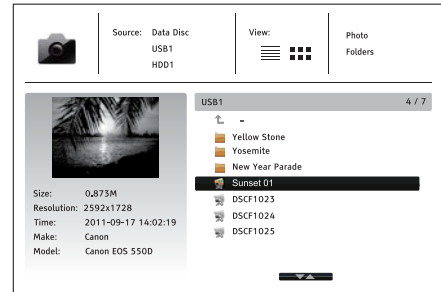 Source: Data Disc
USB1
HDD1
View:
Photo
Folders
USB1 4 / 7
-
Yellow Stone
Yosemite
New Year Parade
Sunset 01
DSCF1023
DSCF1024
DSCF1025
Size: 0.873M
Resolution: 2592x1728
Time: 2011-09-17 14:02:19
Make: Canon
Model: Canon EOS 550D